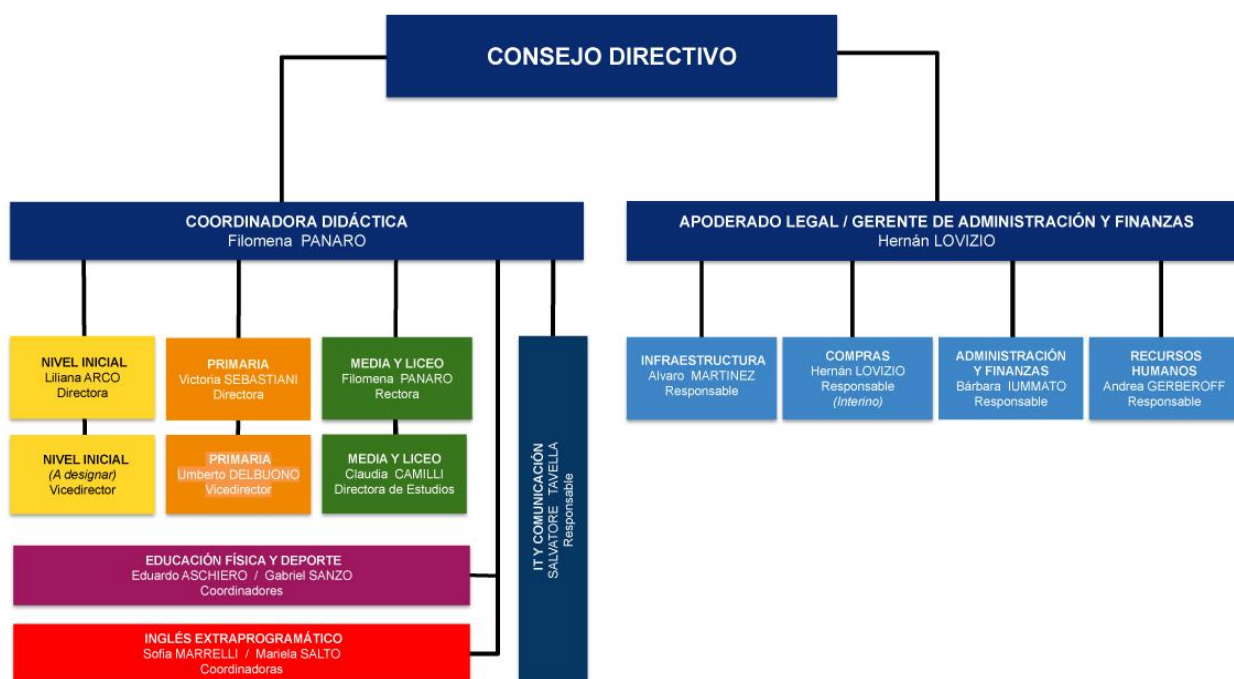 CONSEJO DIRECTIVO
COORDINADORA DIDÁCTICA
Filomena PANARO
APODERADO LEGAL / GERENTE DE ADMINISTRACIÓN Y FINANZAS
Hernán LOVIZIO
NIVEL INICIAL
Liliana ARCO
Directora
PRIMARIA
Victoria SEBASTIANI
Directora
MEDIA Y LICEO
Filomena PANARO
Rectora
NIVEL INICIAL
(A designar)
Vicedirector
PRIMARIA
Umberto DELBUONO
Vicedirector
MEDIA Y LICEO
Claudia CAMILLI
Directora de Estudios
EDUCACIÓN FÍSICA Y DEPORTE
Eduardo ASCHIERO / Gabriel SANZO
Coordinadores
INGLÉS EXTRAPROGRAMÁTICO
Sofia MARRELLI / Mariela SALTO
Coordinadoras
IT Y COMUNICACIÓN
SALVATORE TAVELLA
Responsable
INFRAESTRUCTURA
Alvaro MARTINEZ
Responsable
COMPRAS
Hernán LOVIZIO
Responsable
(Interino)
ADMINISTRACIÓN
Y FINANZAS
Bárbara IUMMATO
Responsable
RECURSOS
HUMANOS
Andrea GERBEROFF
Responsable